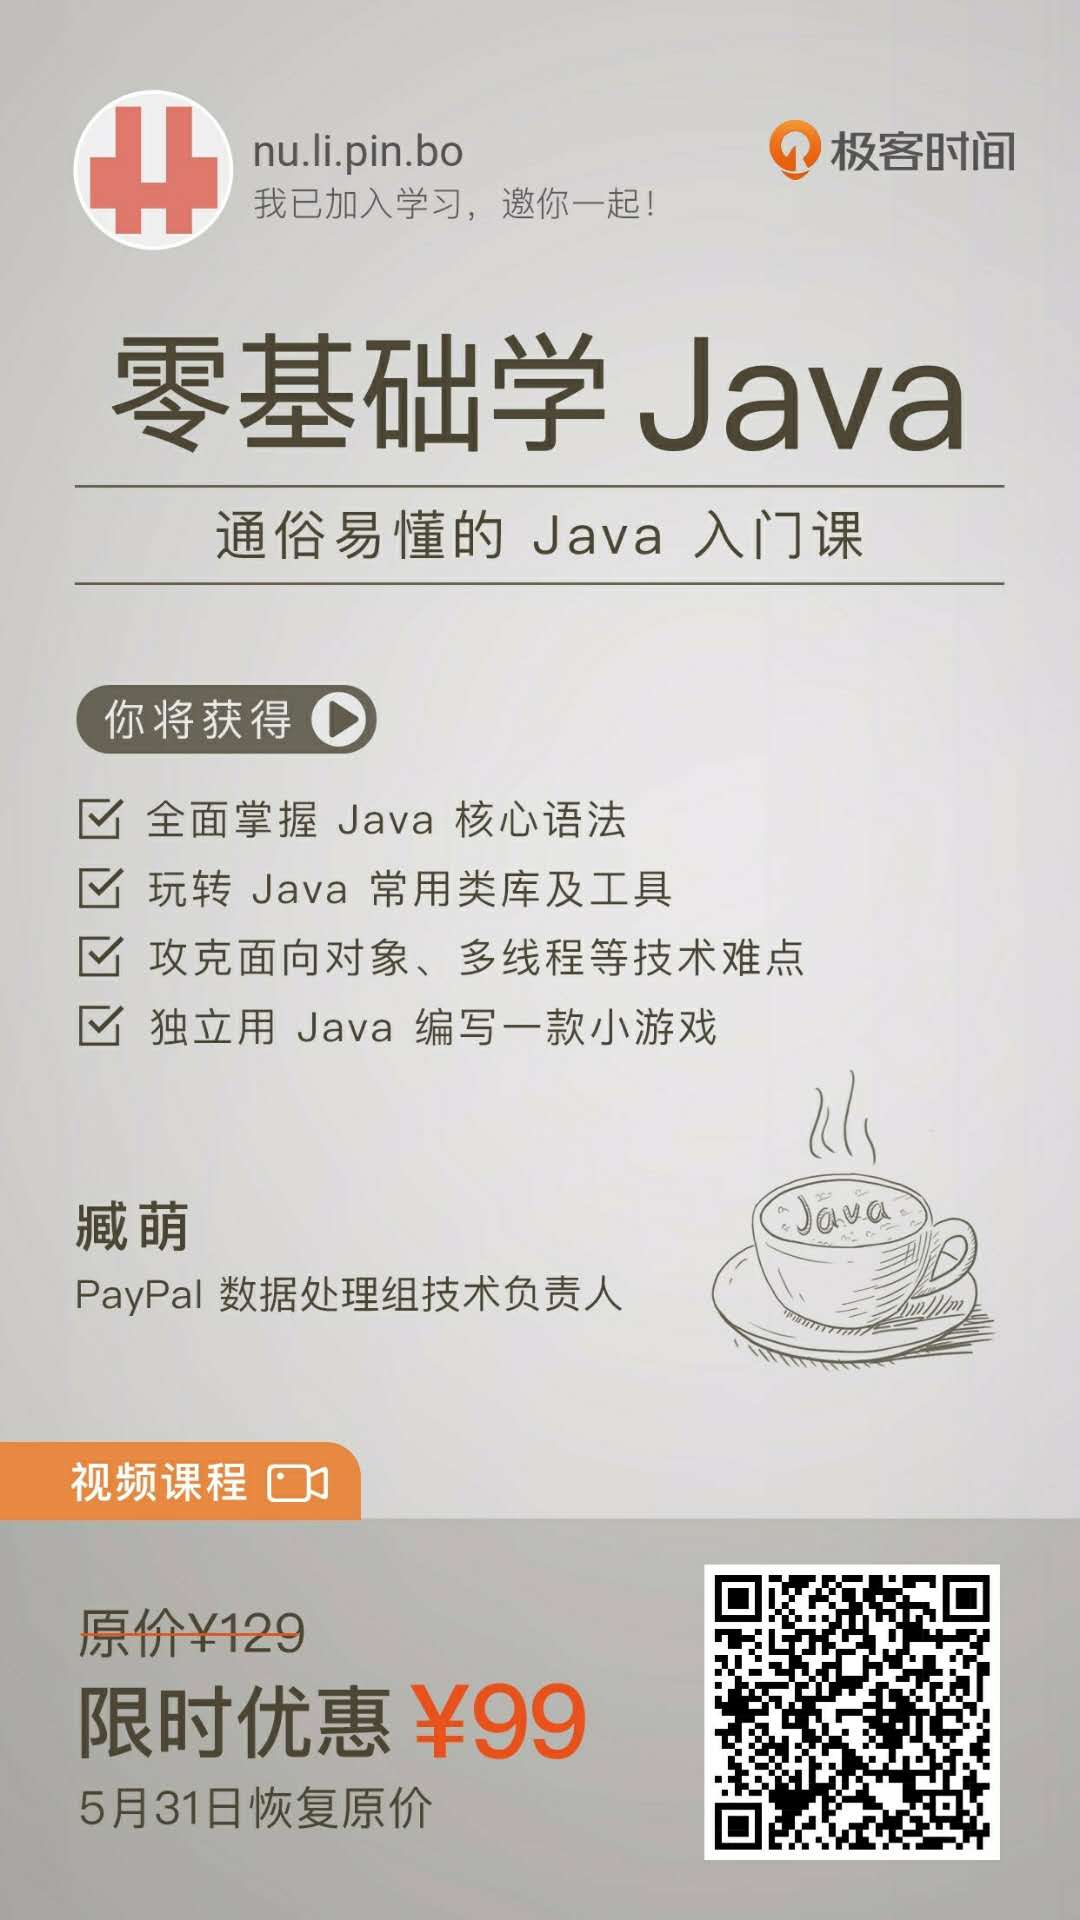 nu.li.pin.bo
我已加入学习，邀你一起！
极客时间
零基础学 Java
通俗易懂的 Java 入门课
你将获得
全面掌握 Java 核心语法
玩转 Java 常用类库及工具
攻克面向对象、多线程等技术难点
独立用 Java 编写一款小游戏
Java
臧萌
PayPal 数据处理组技术负责人
视频课程
原价¥129
限时优惠 ¥99
5月31日恢复原价